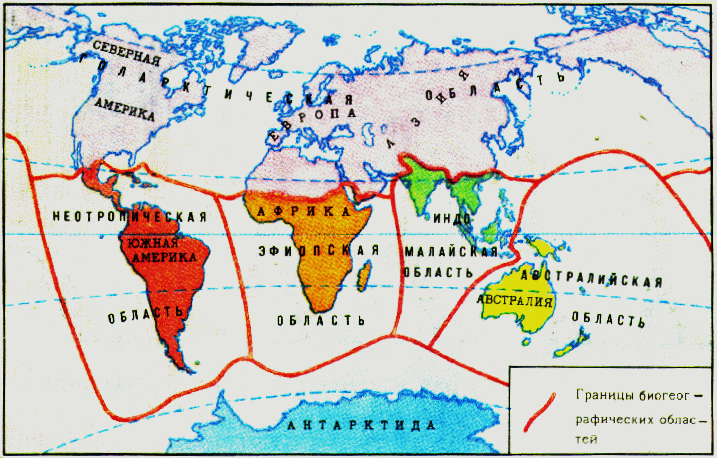 СЕВЕРНАЯ
АМЕРИКА
ГОЛАРКТИЧЕСКАЯ ОБЛАСТЬ
ЕВРОПА
АЗИЯ
НЕОТРОПИЧЕСКАЯ
ОБЛАСТЬ
ЮЖНАЯ
АМЕРИКА
АФРИКА
ЭФИОПСКАЯ
ОБЛАСТЬ
ИНДО
МАЛАЙСКАЯ
ОБЛАСТЬ
АВСТРАЛИЙСКАЯ
ОБЛАСТЬ
АВСТРАЛИЯ
АНТАРКТИДА
Границы биогеог-
рафических облас-
тей